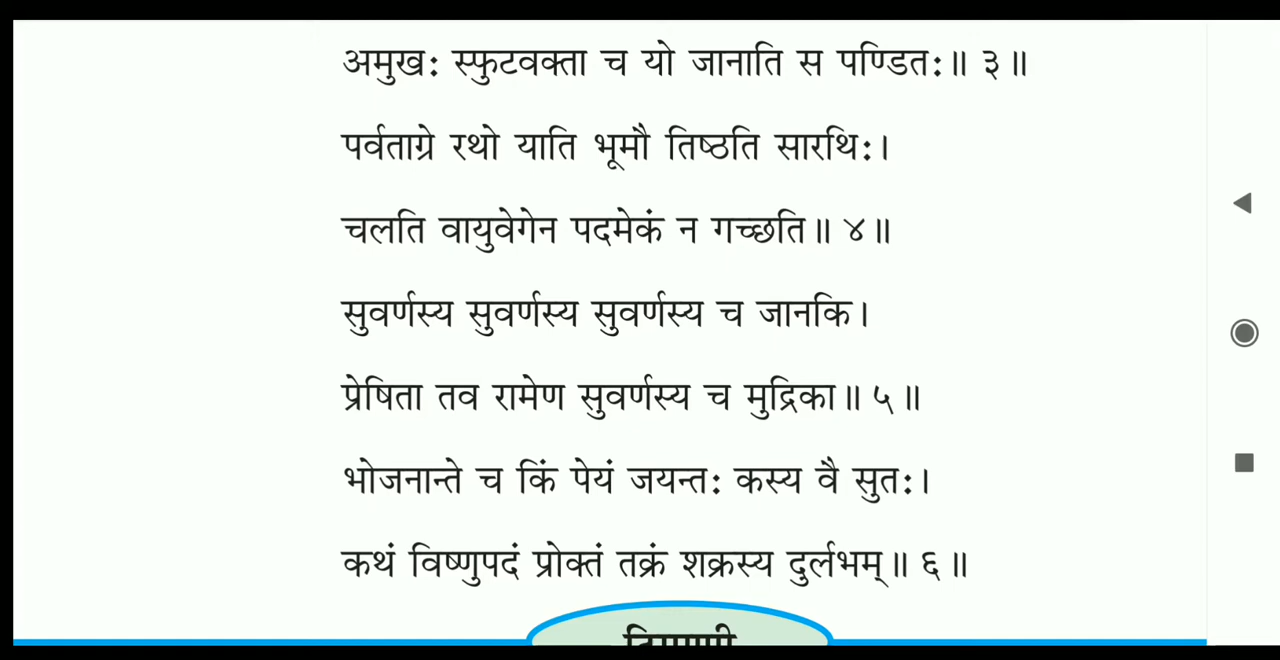 अमुखः स्फुटवक्ता च यो जानाति स पण्डितः॥ ३॥
पर्वताग्रे रथो याति भूमौ तिष्ठति सारथिः।
चलति वायुवेगेन पदमेकं न गच्छति॥ ४॥
सुवर्णस्य सुवर्णस्य सुवर्णस्य च जानकि।
प्रेषिता तव रामेण सुवर्णस्य च मुद्रिका॥ ५॥
भोजनान्ते च किं पेयं जयन्तः कस्य वै सुतः।
कथं विष्णुपदं प्रोक्तं तक्रं शक्रस्य दुर्लभम्॥ ६॥